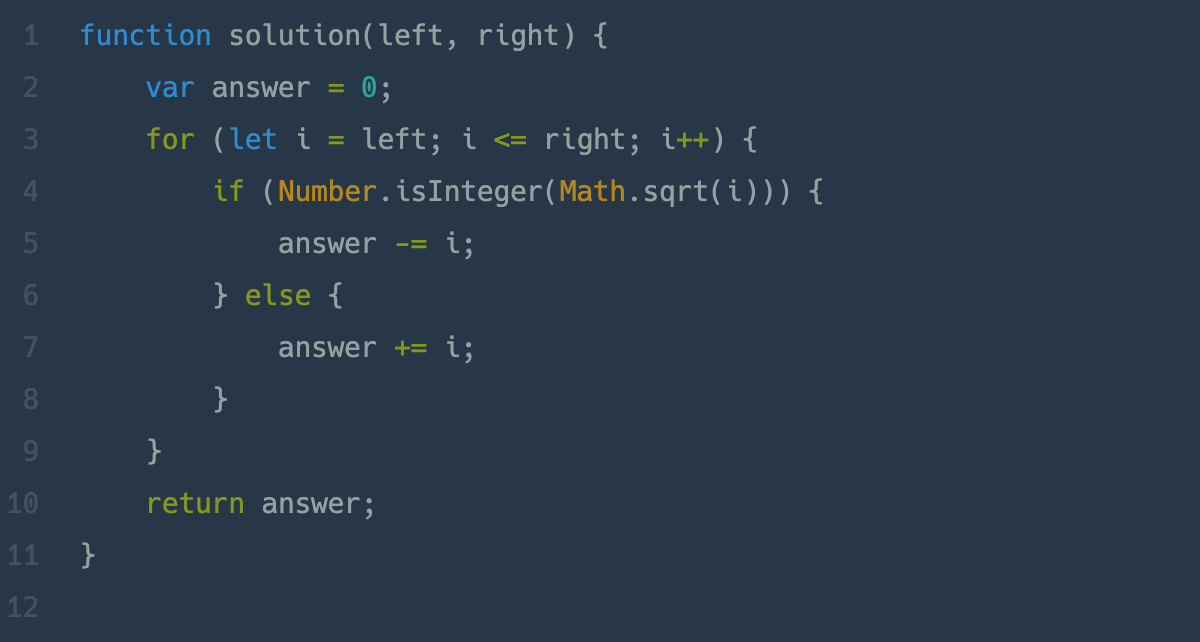 1 function solution(left, right) {
2     var answer = 0;
3     for (let i = left; i <= right; i++) {
4         if (Number.isInteger(Math.sqrt(i))) {
5             answer -= i;
6         } else {
7             answer += i;
8         }
9     }
10     return answer;
11 }
12